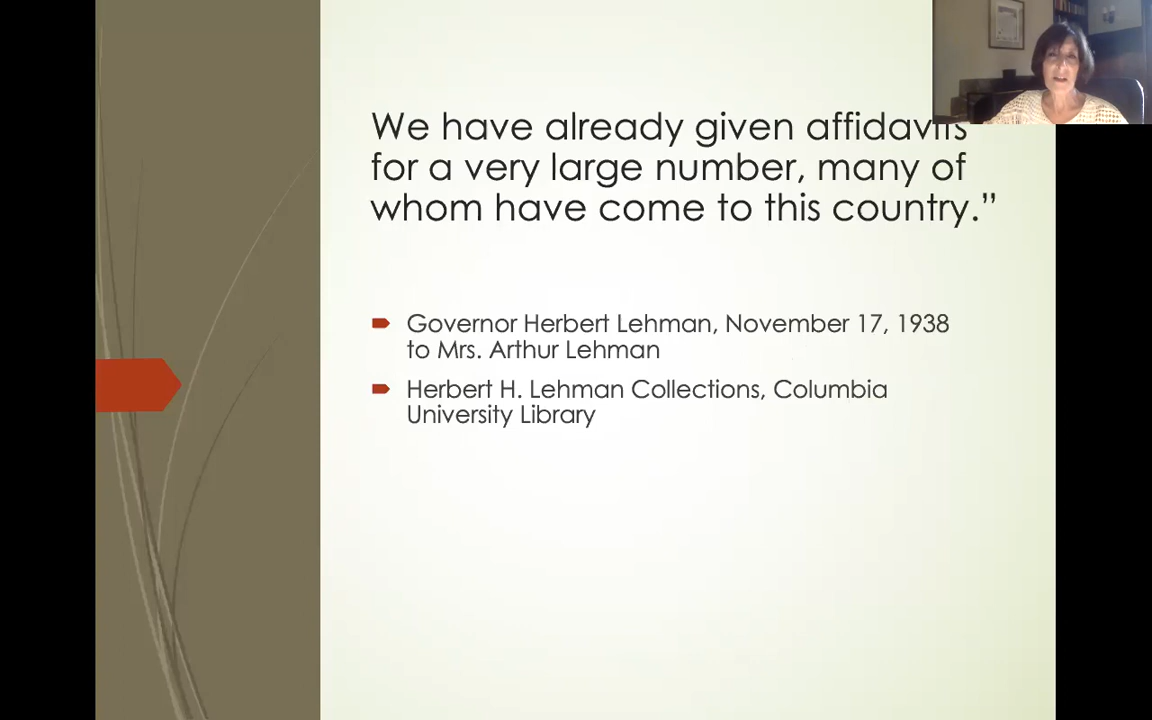 We have already given affidavits
for a very large number, many of
whom have come to this country.”
Governor Herbert Lehman, November 17, 1938
to Mrs. Arthur Lehman
Herbert H. Lehman Collections, Columbia
University Library